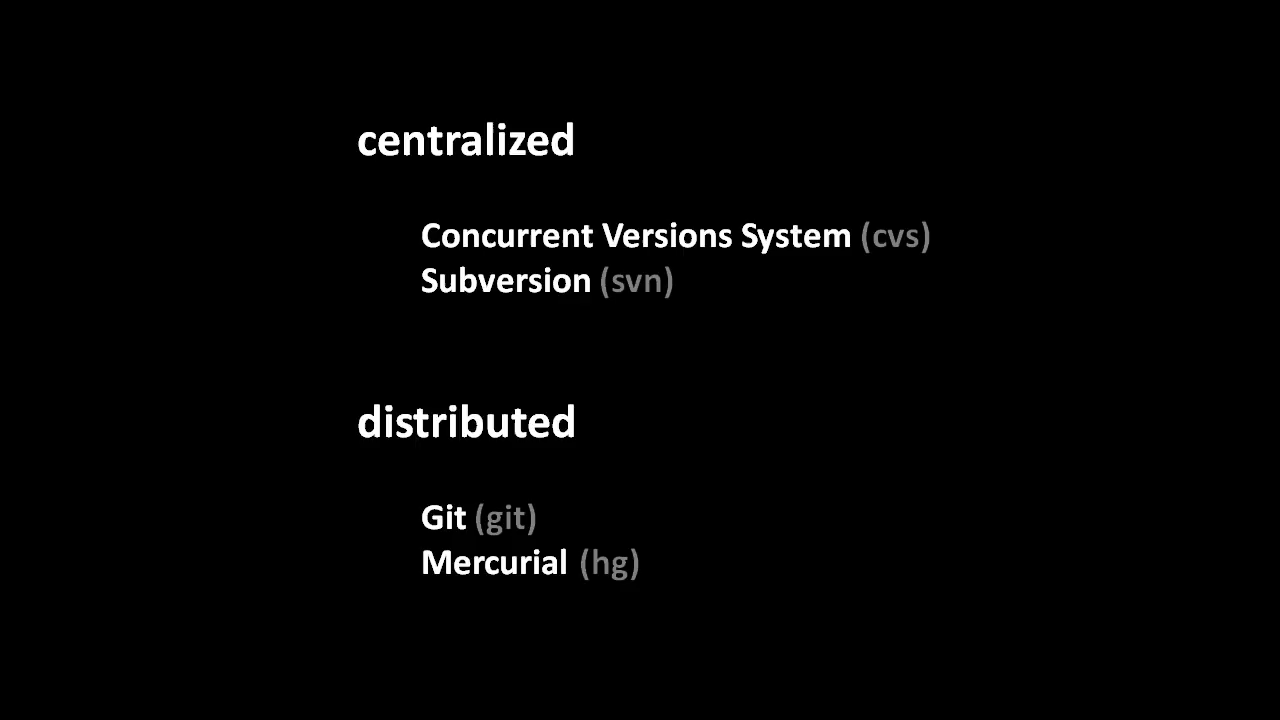 centralized
Concurrent Versions System (cvs)
Subversion (svn)
distributed
Git (git)
Mercurial (hg)